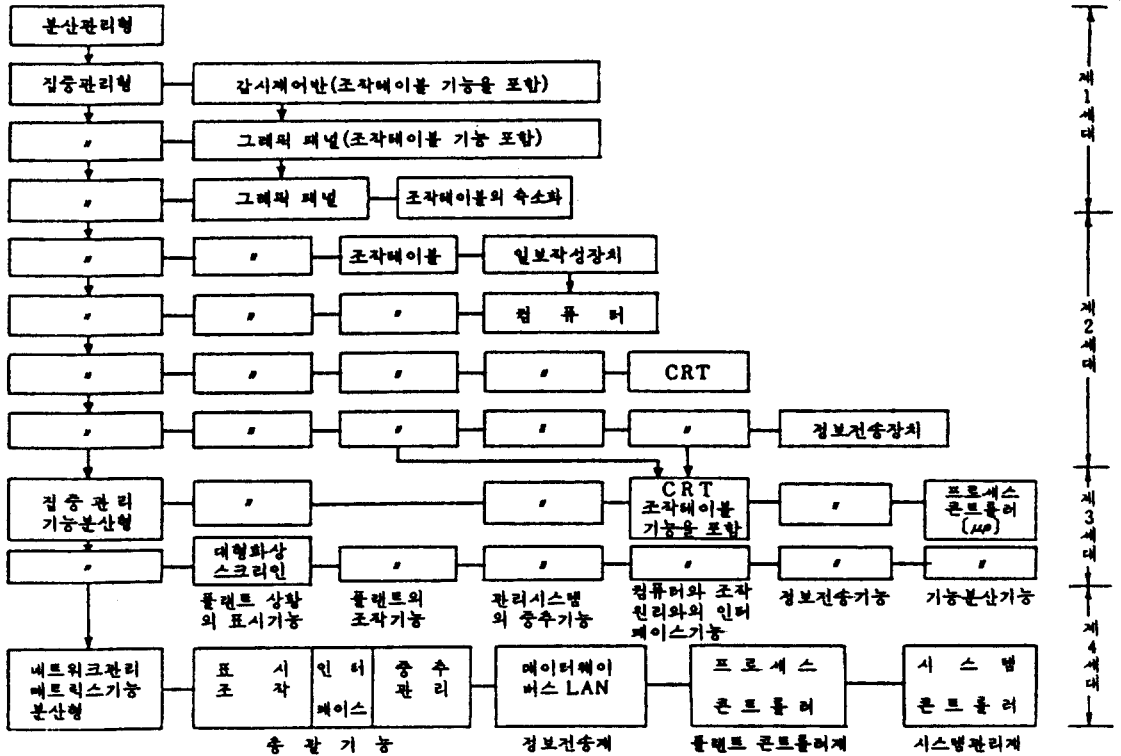 분산관리형
집중관리형
감시제어반(조작테이블 기능을 포함)
〃
그래픽 패널(조작테이블 기능 포함)
〃
그래픽 패널
조작테이블의 축소화
〃
〃
조작테이블
일보작성장치
〃
〃
〃
컴 퓨 터
〃
〃
〃
〃
CRT
〃
〃
〃
〃
〃
정보전송장치
집 중 관 리
기능분산형
〃
〃
CRT
조작테이블
기능을 포함
〃
프로세스
콘트롤러
(μP)
〃
대형화상
스크리인
〃
〃
〃
〃
〃
플랜트 상황
의 표시기능
플랜트의
조작기능
관리시스템
의 중추기능
컴퓨터와 조작
원리와의 인터
페이스기능
정보전송기능
기능분산기능
네트워크관리
메트릭스기능
분산형
표 시
조 작
인 터
페이스
중 추
관 리
데이터웨이
버스 LAN
프 로 세 스
콘 트 롤 러
시 스 템
콘 트 롤 러
총 괄 기 능
정보전송재
플랜트 콘트롤러재
시스템관리재
제1세대
제2세대
제3세대
제4세대